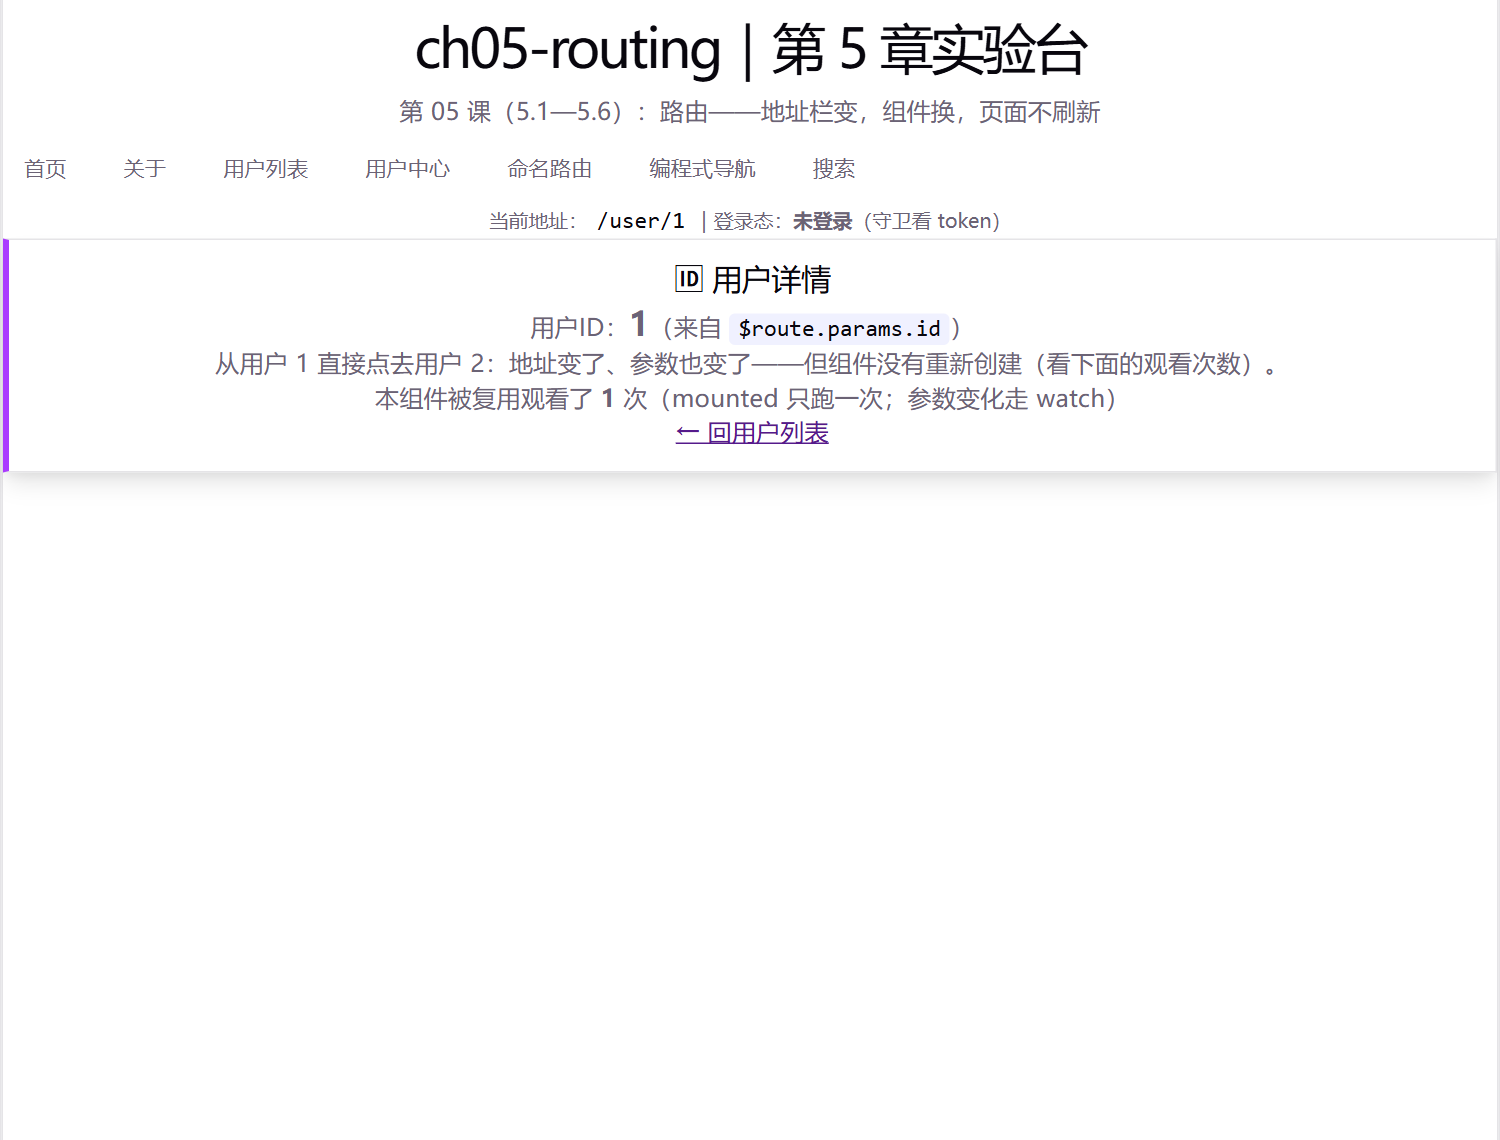 ch05-routing｜第 5 章实验台
第 05 课（5.1—5.6）：路由——地址栏变，组件换，页面不刷新
首页 关于 用户列表 用户中心 命名路由 编程式导航 搜索
当前地址： /user/1 ｜登录态：未登录（守卫看 token）
🆔 用户详情
用户ID：1（来自 $route.params.id）
从用户 1 直接点去用户 2：地址变了、参数也变了——但组件没有重新创建（看下面的观看次数）。
本组件被复用观看了 1 次（mounted 只跑一次；参数变化走 watch）
← 回用户列表